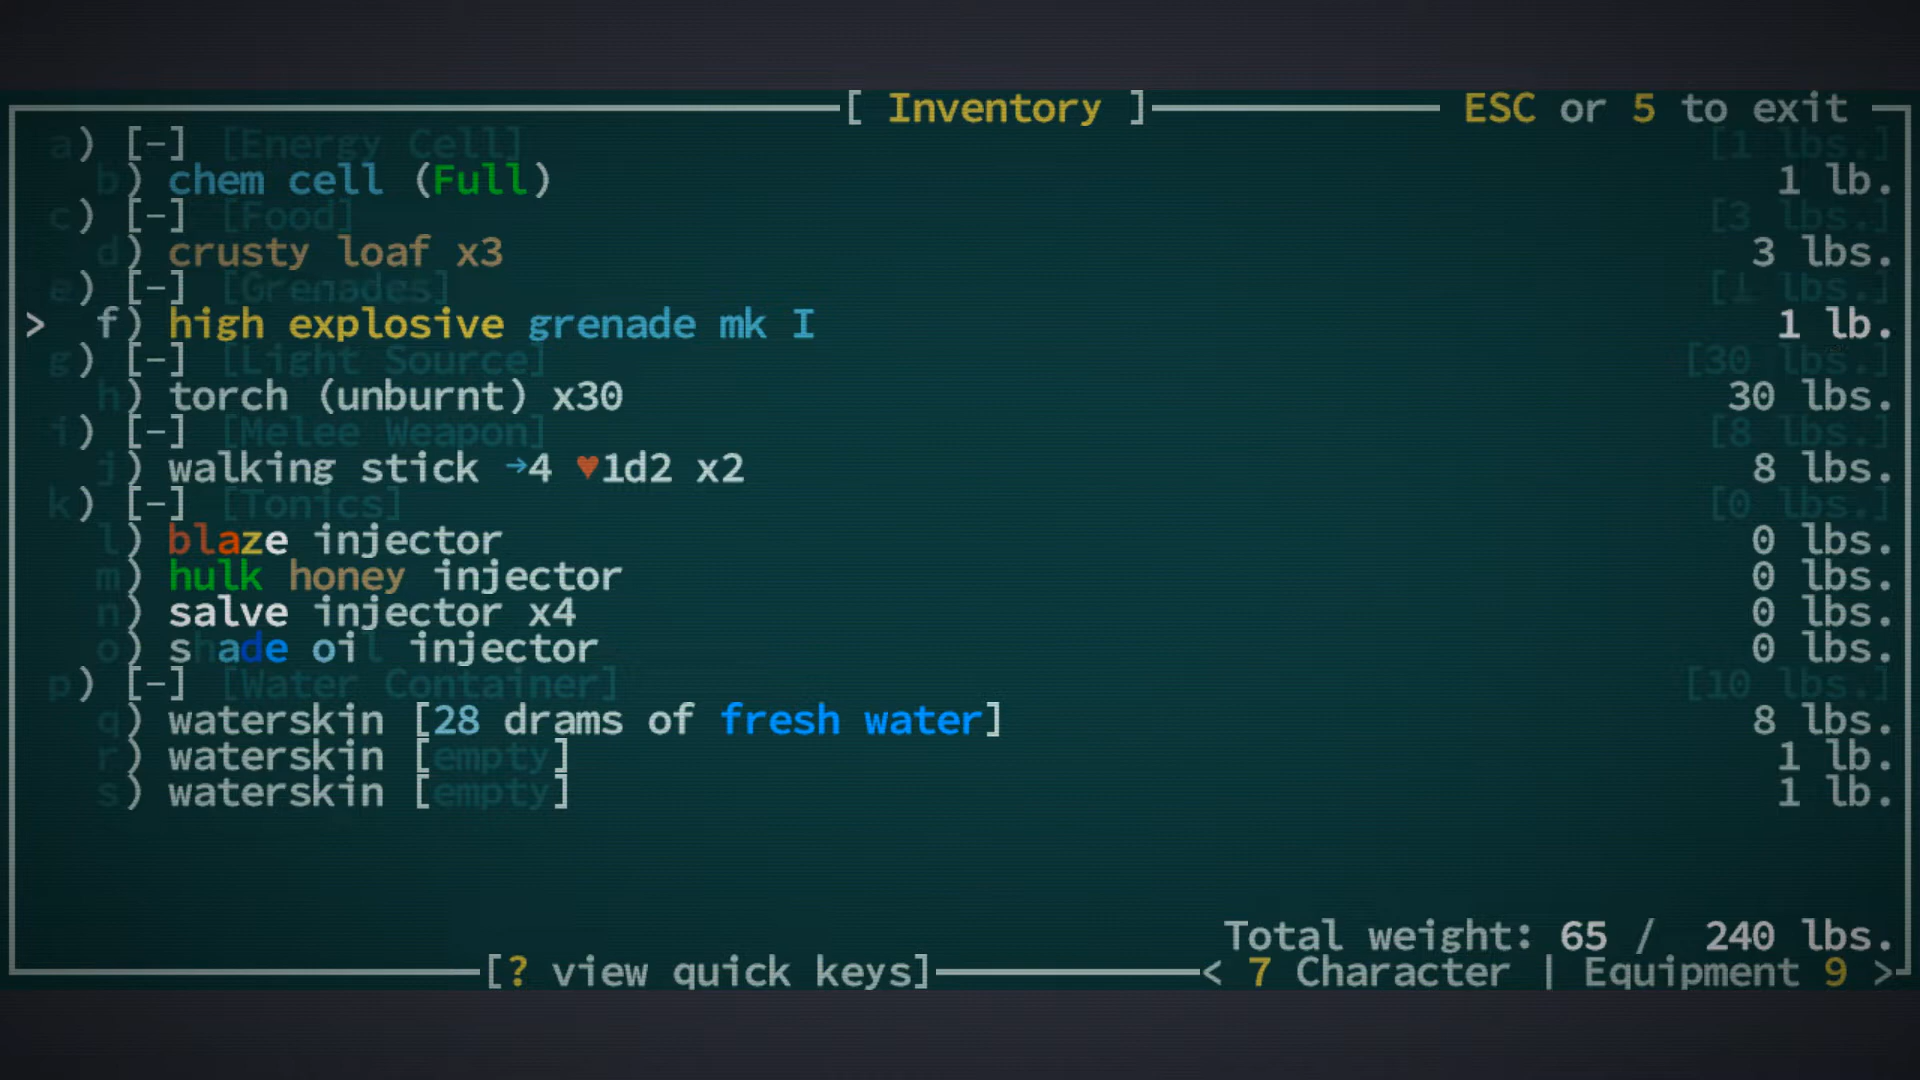 [ Inventory ] ESC or 5 to exit
a) [-] [Energy Cell] [1 lbs.]
b) chem cell (Full) 1 lb.
c) [-] [Food] [3 lbs.]
d) crusty loaf x3 3 lbs.
e) [-] [Grenades] [1 lbs.]
> f) high explosive grenade mk I 1 lb.
g) [-] [Light Source] [30 lbs.]
h) torch (unburnt) x30 30 lbs.
i) [-] [Melee Weapon] [8 lbs.]
j) walking stick →4 ♥1d2 x2 8 lbs.
k) [-] [Tonics] [0 lbs.]
l) blaze injector 0 lbs.
m) hulk honey injector 0 lbs.
n) salve injector x4 0 lbs.
o) shade oil injector 0 lbs.
p) [-] [Water Container] [10 lbs.]
q) waterskin [28 drams of fresh water] 8 lbs.
r) waterskin [empty] 1 lb.
s) waterskin [empty] 1 lb.
Total weight: 65 / 240 lbs.
[? view quick keys] < 7 Character | Equipment 9 >